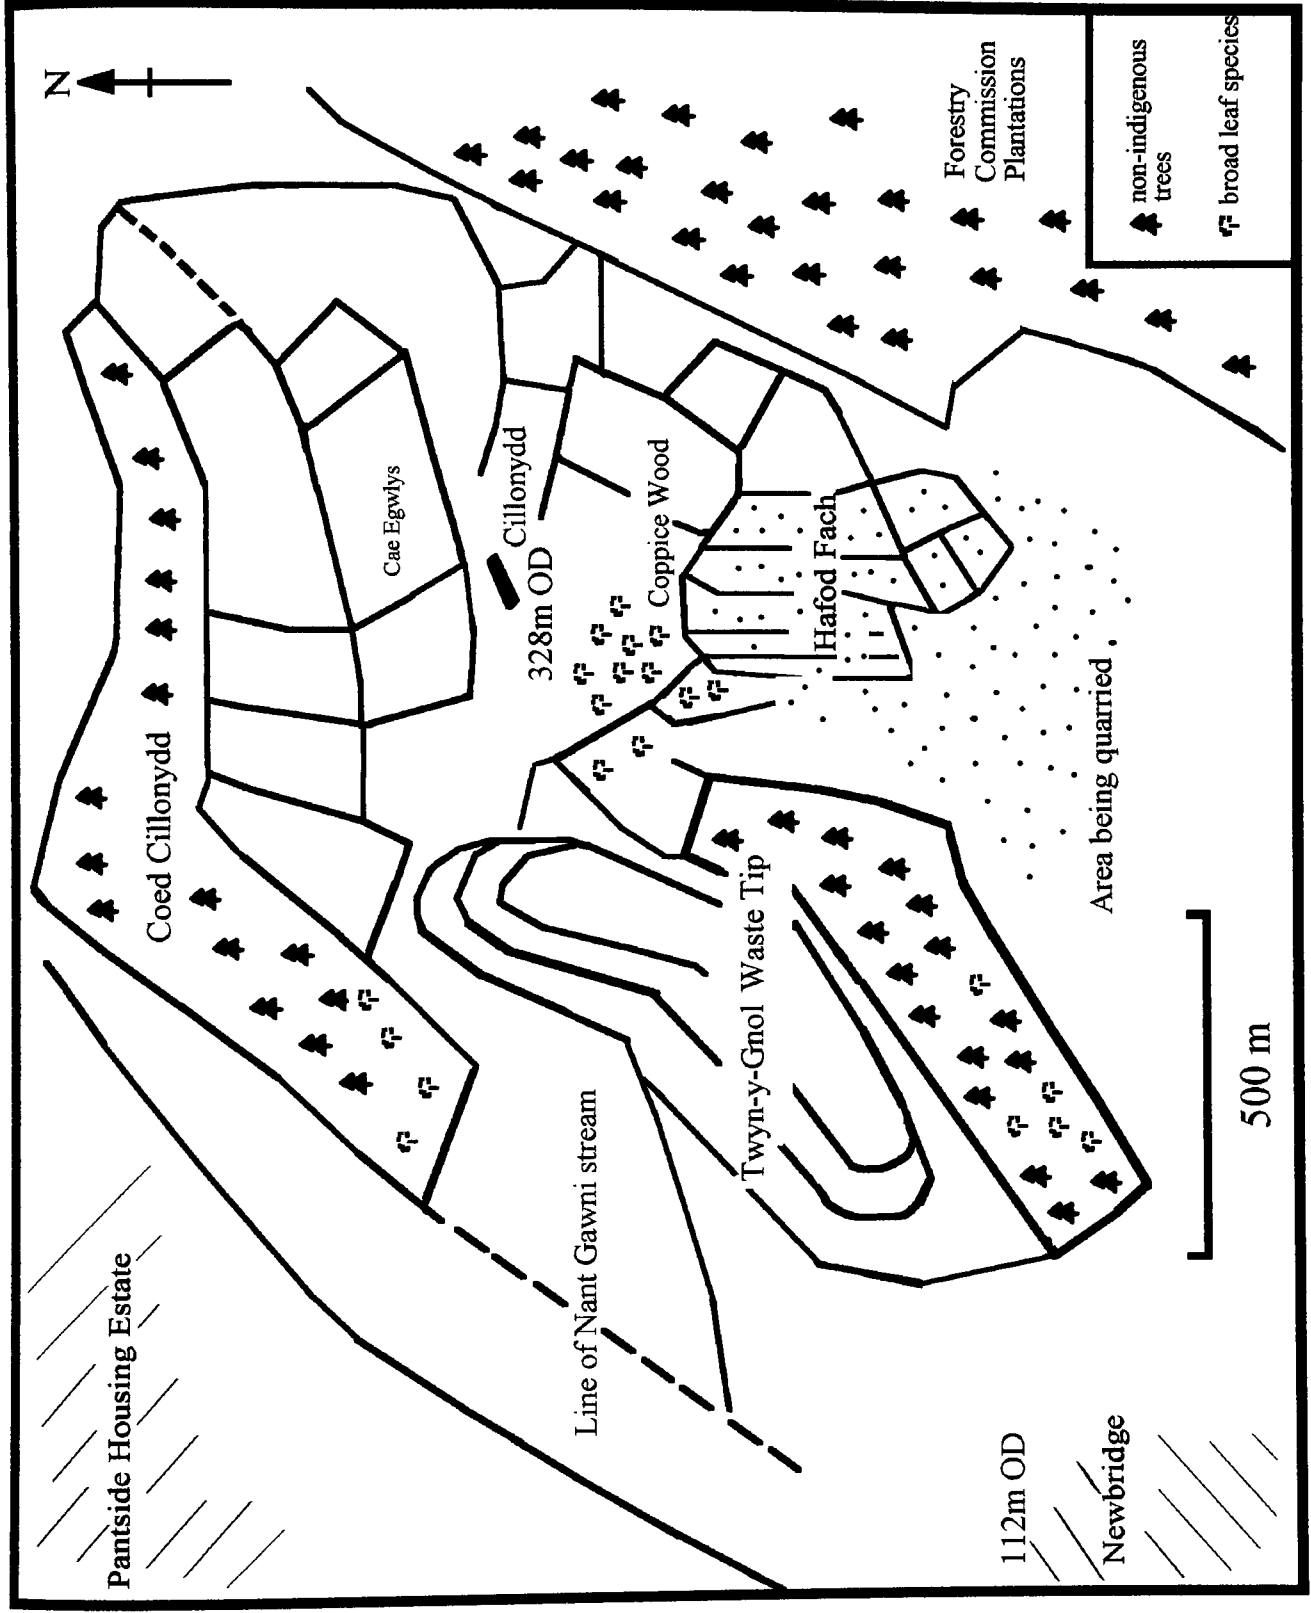 N
Pantside Housing Estate
Coed Cillonydd
Cae Egwlys
Cillonydd
328m OD
Coppice Wood
Hafod Fach
Line of Nant Gawni stream
Twyn-y-Gnol Waste Tip
Area being quarried
112m OD
Newbridge
500 m
Forestry
Commission
Plantations
non-indigenous
trees
broad leaf species